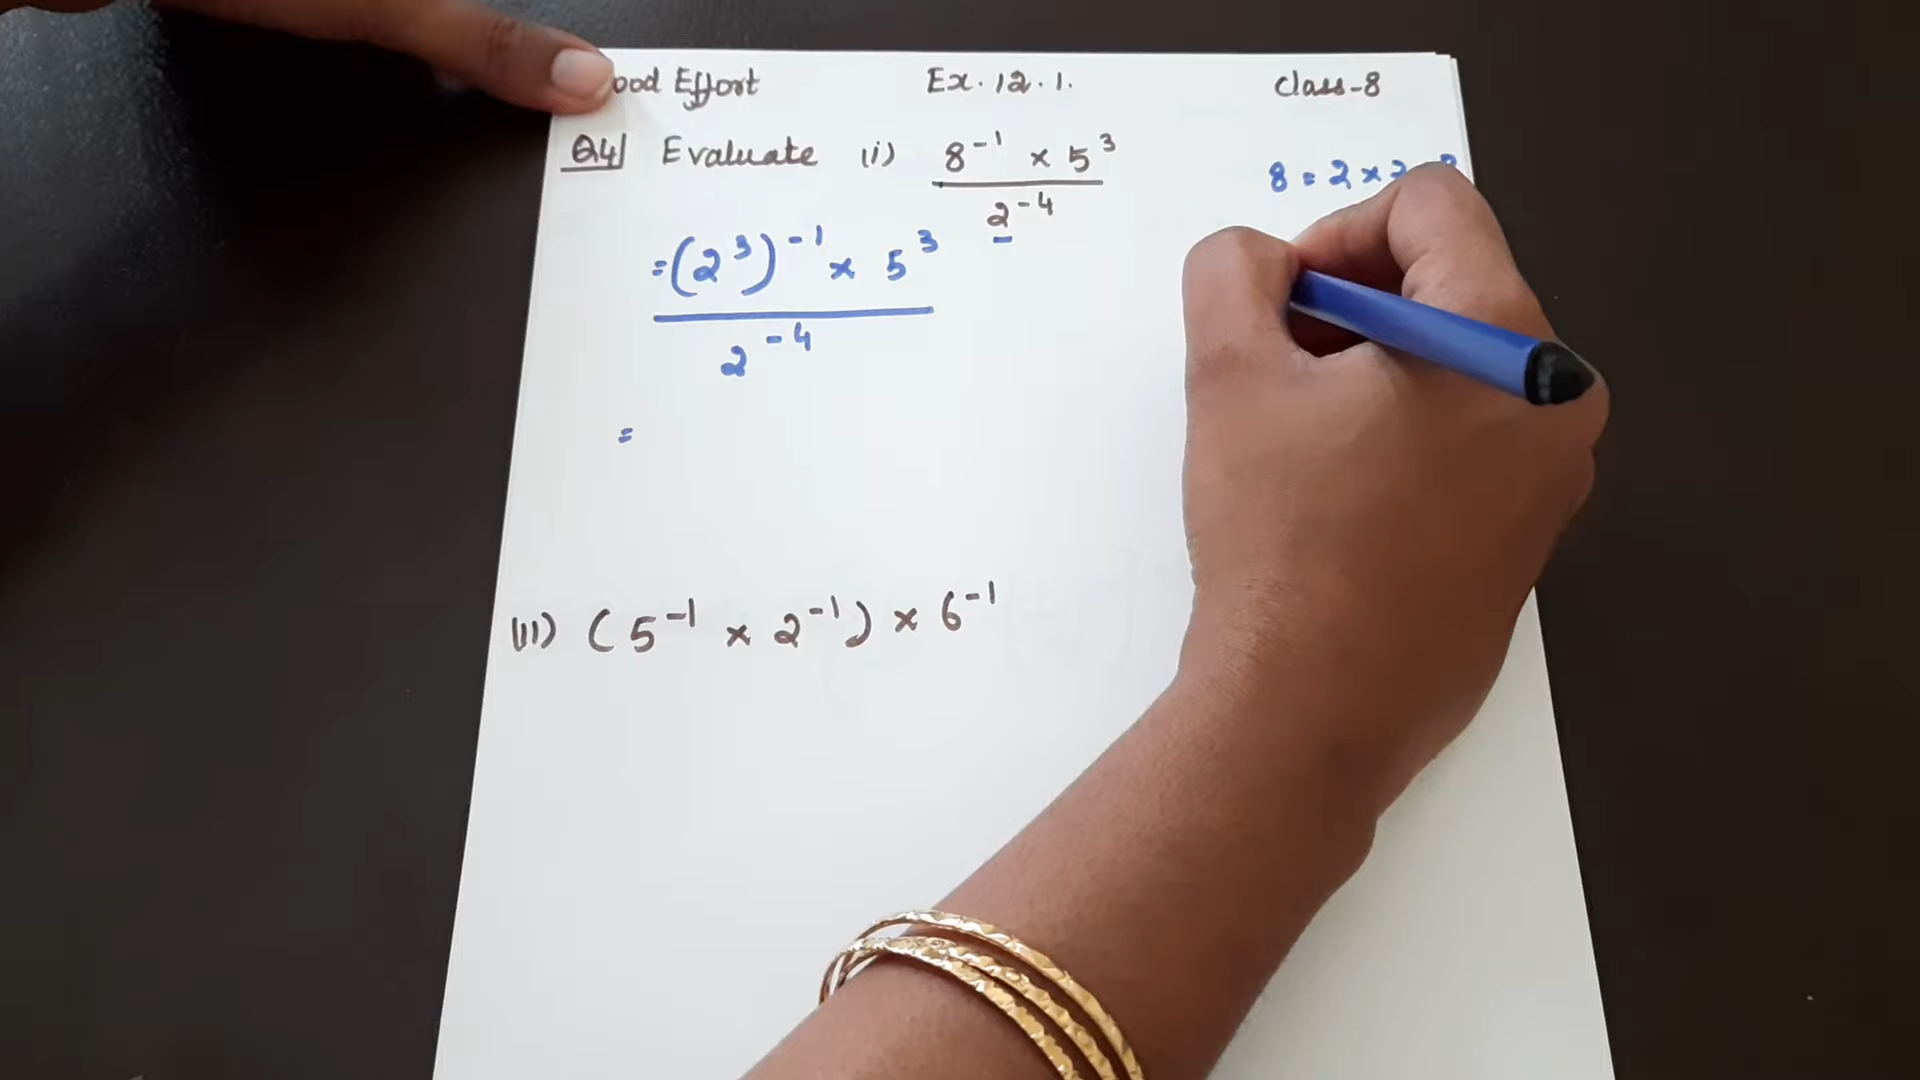 ood Effort Ex. 12.1. Class-8
Q4| Evaluate (i) 8⁻¹ × 5³
2⁻⁴
8 = 2 × 2
= (2³)⁻¹ × 5³
2⁻⁴
=
(ii) (5⁻¹ × 2⁻¹) × 6⁻¹